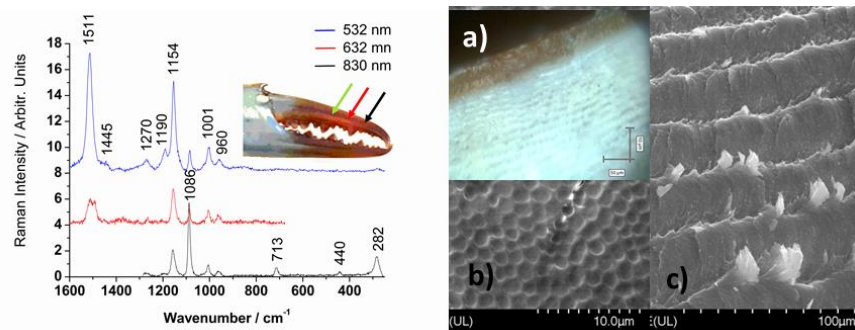 1511
1445
1270
1190
1154
1086
1001
960
713
440
282
532 nm
632 mn
830 nm
18
16
14
12
10
8
6
4
2
0
1600 1400 1200 1000 800 600 400
Wavenumber / cm⁻¹
Raman Intensity / Arbitr. Units
a)
b)
c)
(UL) 10.0µm
E(UL) 100µm